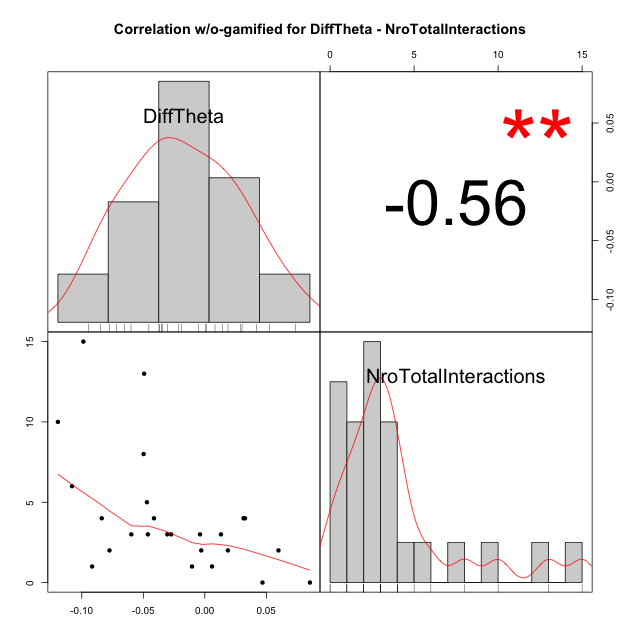 Correlation w/o-gamified for DiffTheta - NroTotalInteractions
0 5 10 15
DiffTheta
**
-0.56
0.05
0.00
-0.05
-0.10
NroTotalInteractions
15
10
5
0
-0.10 -0.05 0.00 0.05